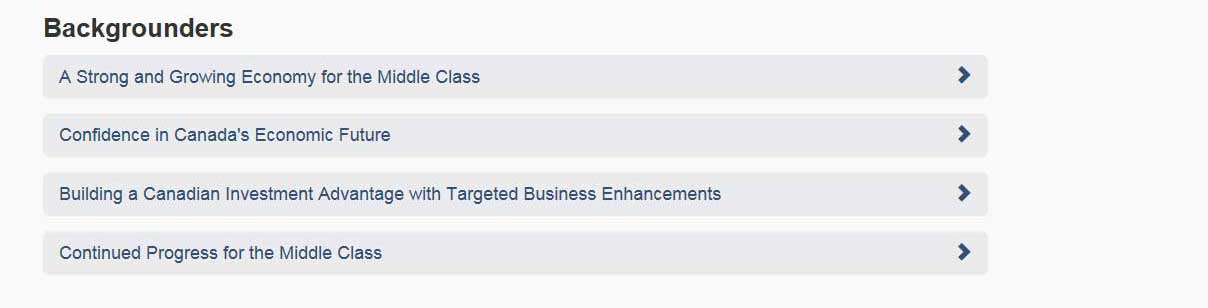 Backgrounders
A Strong and Growing Economy for the Middle Class
Confidence in Canada's Economic Future
Building a Canadian Investment Advantage with Targeted Business Enhancements
Continued Progress for the Middle Class